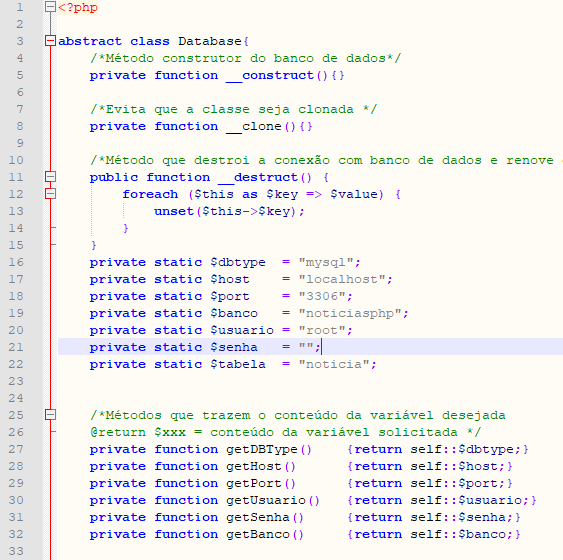 1 <?php
2
3 abstract class Database{
4 /*Método construtor do banco de dados*/
5 private function __construct(){}
6
7 /*Evita que a classe seja clonada */
8 private function __clone(){}
9
10 /*Método que destroi a conexão com banco de dados e renove
11 public function __destruct() {
12 foreach ($this as $key => $value) {
13 unset($this->$key);
14 }
15 }
16 private static $dbtype = "mysql";
17 private static $host = "localhost";
18 private static $port = "3306";
19 private static $banco = "noticiasphp";
20 private static $usuario = "root";
21 private static $senha = "";
22 private static $tabela = "noticia";
23
24
25 /*Métodos que trazem o conteúdo da variável desejada
26 @return $xxx = conteúdo da variável solicitada */
27 private function getDBType() {return self::$dbtype;}
28 private function getHost() {return self::$host;}
29 private function getPort() {return self::$port;}
30 private function getUsuario() {return self::$usuario;}
31 private function getSenha() {return self::$senha;}
32 private function getBanco() {return self::$banco;}
33